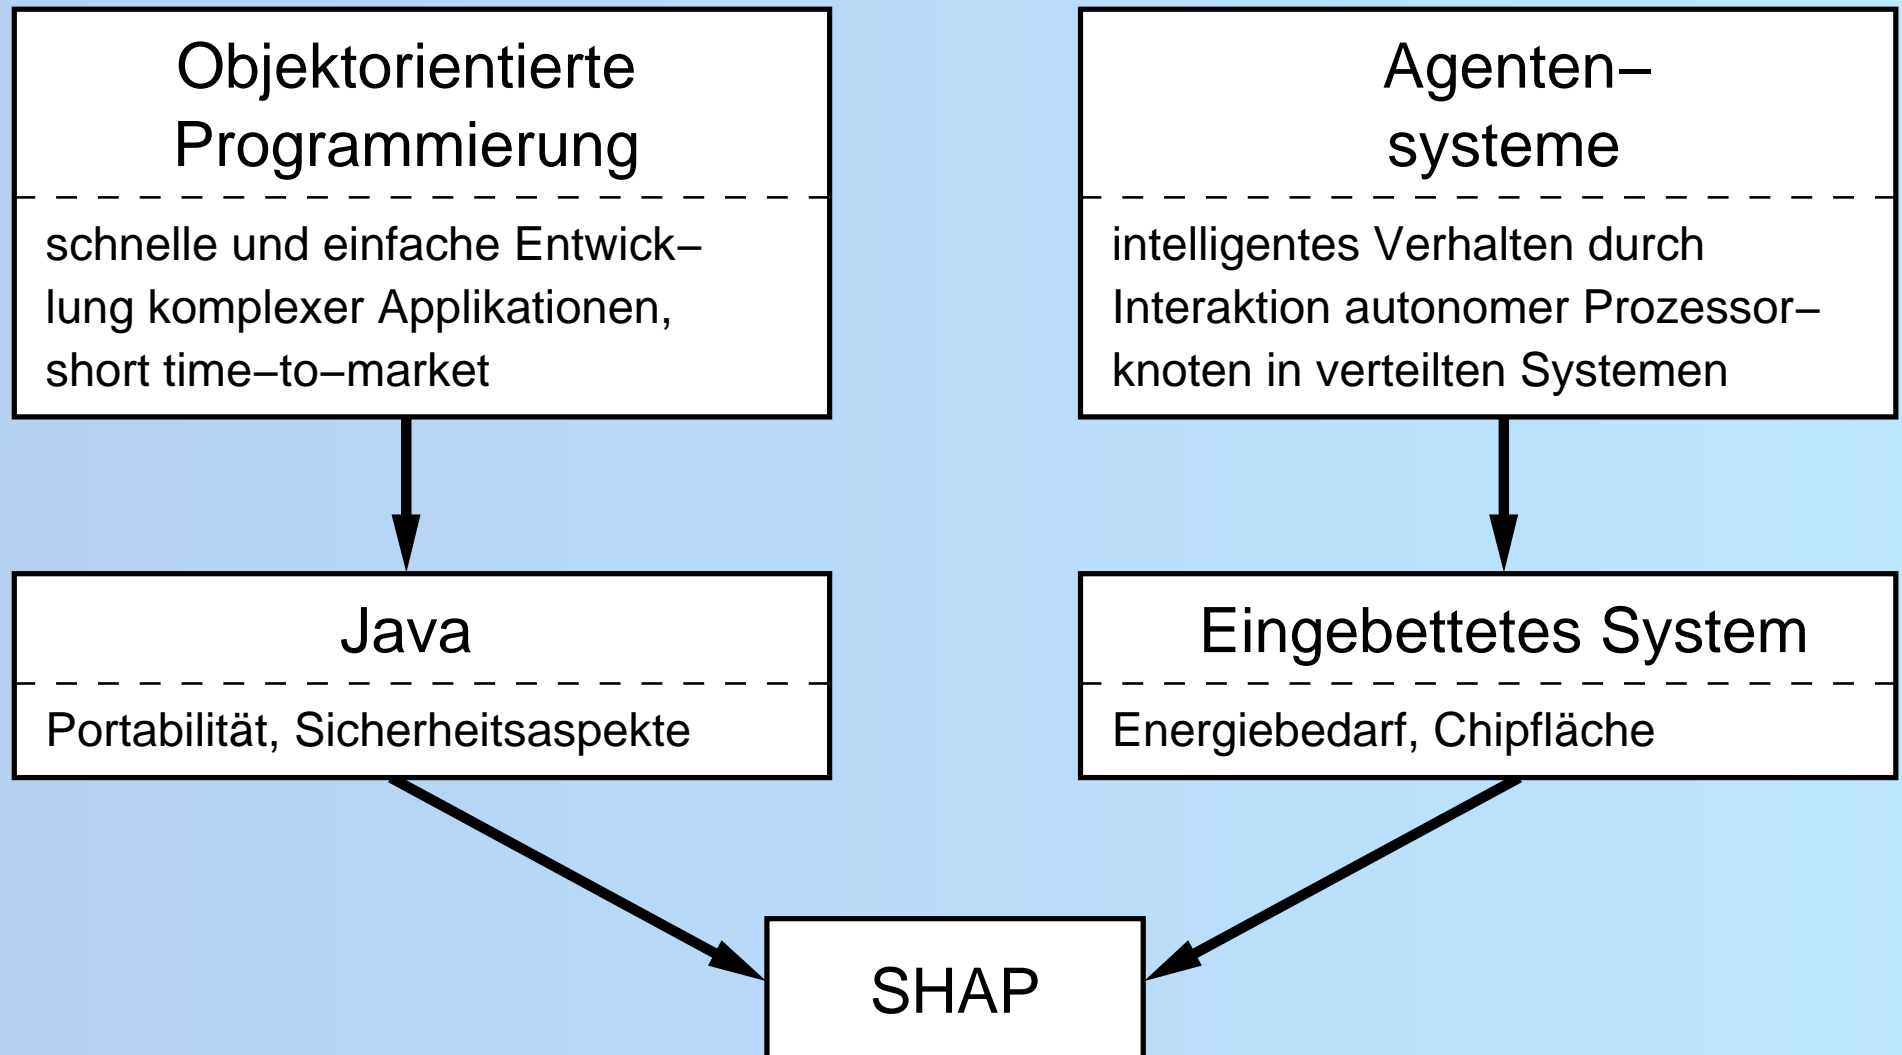 Objektorientierte
Programmierung
schnelle und einfache Entwick–
lung komplexer Applikationen,
short time–to–market
Agenten–
systeme
intelligentes Verhalten durch
Interaktion autonomer Prozessor–
knoten in verteilten Systemen
Java
Portabilität, Sicherheitsaspekte
Eingebettetes System
Energiebedarf, Chipfläche
SHAP